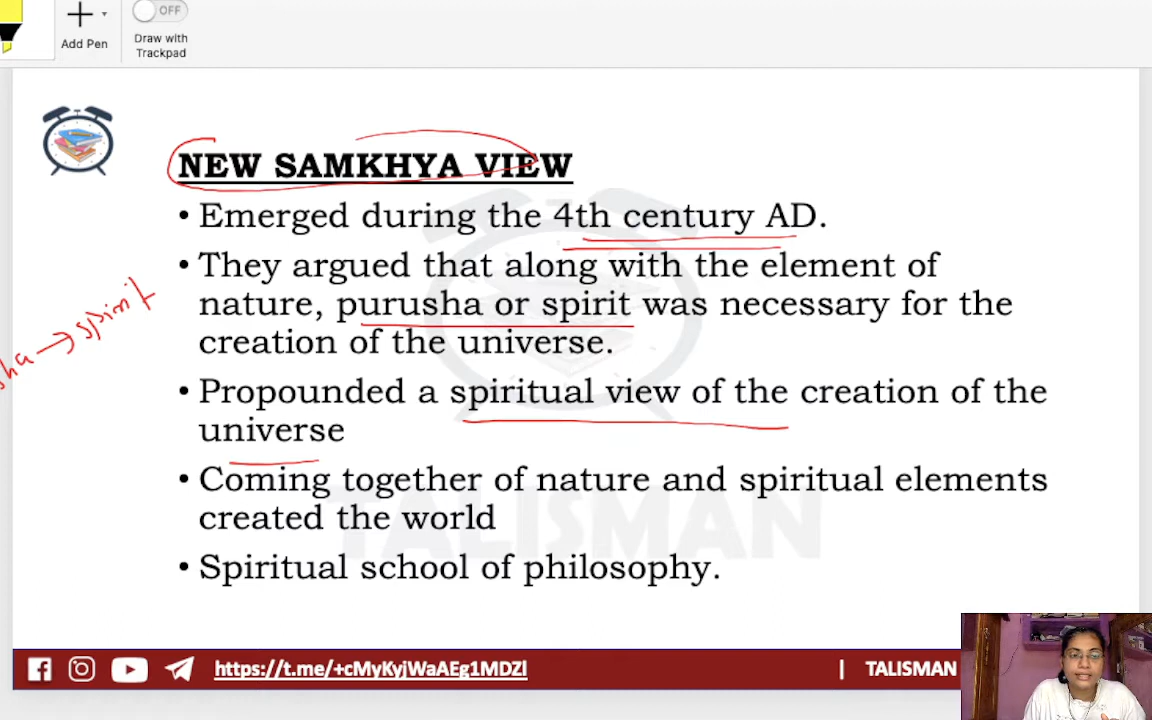 OFF
Add Pen
Draw with
Trackpad
NEW SAMKHYA VIEW
• Emerged during the 4th century AD.
• They argued that along with the element of
nature, purusha or spirit was necessary for the
creation of the universe.
sha → spirit
• Propounded a spiritual view of the creation of the
universe
• Coming together of nature and spiritual elements
created the world
• Spiritual school of philosophy.
TALISMAN
https://t.me/+cMyKyjWaAEg1MDZl
| TALISMAN